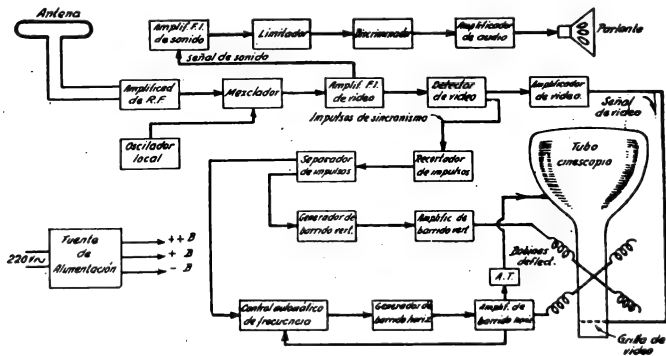 Antena
Amplif. F.I.
de sonido
Limitador
Discriminador
Amplificador
de audio
Parlante
Señal de sonido
Amplificad.
de R.F.
Mezclador
Amplif. F.I.
de video
Detector
de video
Amplificador
de video
Señal
de video
Impulsos de sincronismo
Oscilador
local
Separador
de impulsos
Recortador
de impulsos
Tubo
cinescopio
Generador de
barrido vert.
Amplific. de
barrido vert.
Bobinas
deflect.
220 V~
Fuente
de
Alimentación
++ B
+ B
- B
A.T.
Control automático
de frecuencia
Generador de
barrido horiz.
Amplif. de
barrido horiz.
Grilla de
video